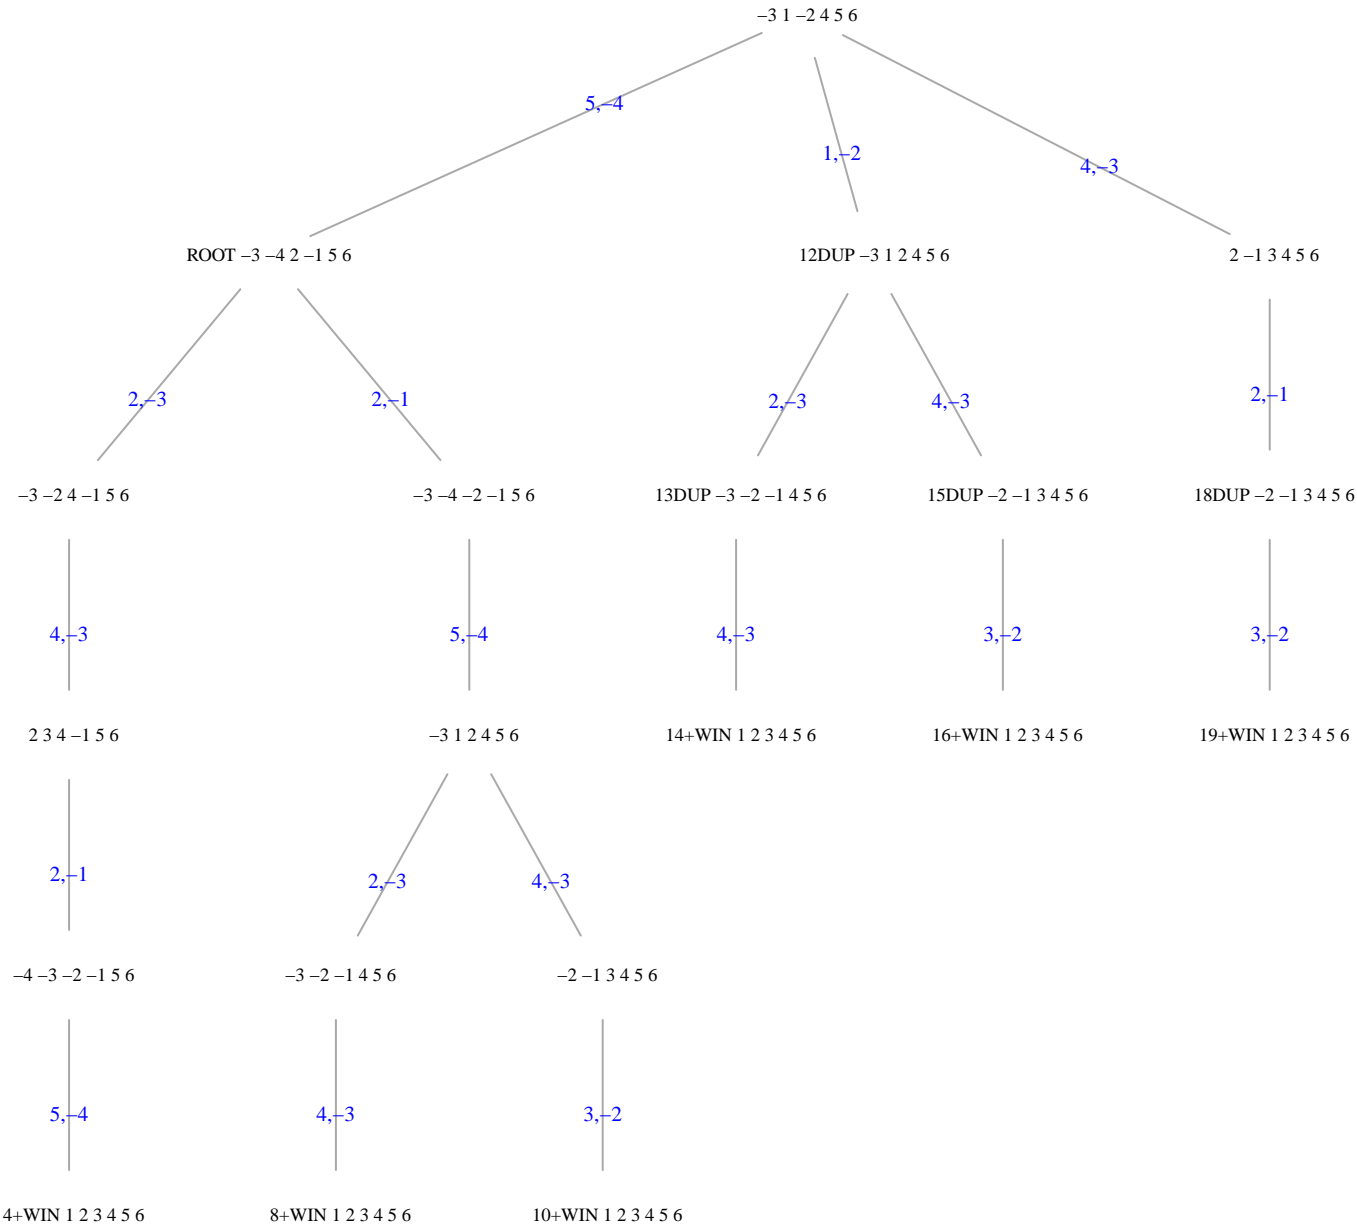 –3 1 –2 4 5 6
5,–4
1,–2
4,–3
ROOT –3 –4 2 –1 5 6
12DUP –3 1 2 4 5 6
2 –1 3 4 5 6
2,–3
2,–1
2,–3
4,–3
2,–1
–3 –2 4 –1 5 6
–3 –4 –2 –1 5 6
13DUP –3 –2 –1 4 5 6
15DUP –2 –1 3 4 5 6
18DUP –2 –1 3 4 5 6
4,–3
5,–4
4,–3
3,–2
3,–2
2 3 4 –1 5 6
–3 1 2 4 5 6
14+WIN 1 2 3 4 5 6
16+WIN 1 2 3 4 5 6
19+WIN 1 2 3 4 5 6
2,–1
2,–3
4,–3
–4 –3 –2 –1 5 6
–3 –2 –1 4 5 6
–2 –1 3 4 5 6
5,–4
4,–3
3,–2
4+WIN 1 2 3 4 5 6
8+WIN 1 2 3 4 5 6
10+WIN 1 2 3 4 5 6